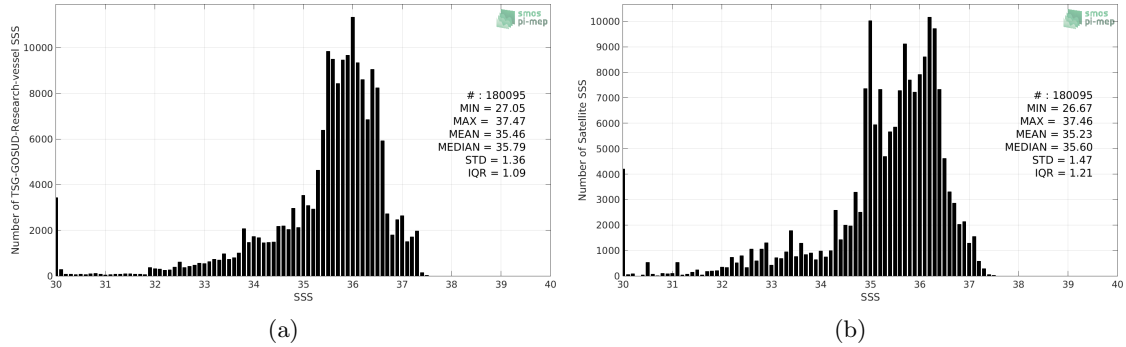 smos
pi-mep
Number of TSG-GOSUD-Research-vessel SSS
10000
8000
6000
4000
2000
0
# : 180095
MIN = 27.05
MAX = 37.47
MEAN = 35.46
MEDIAN = 35.79
STD = 1.36
IQR = 1.09
30 31 32 33 34 35 36 37 38 39 40
SSS
(a)
smos
pi-mep
Number of Satellite SSS
10000
9000
8000
7000
6000
5000
4000
3000
2000
1000
0
# : 180095
MIN = 26.67
MAX = 37.46
MEAN = 35.23
MEDIAN = 35.60
STD = 1.47
IQR = 1.21
30 31 32 33 34 35 36 37 38 39 40
SSS
(b)